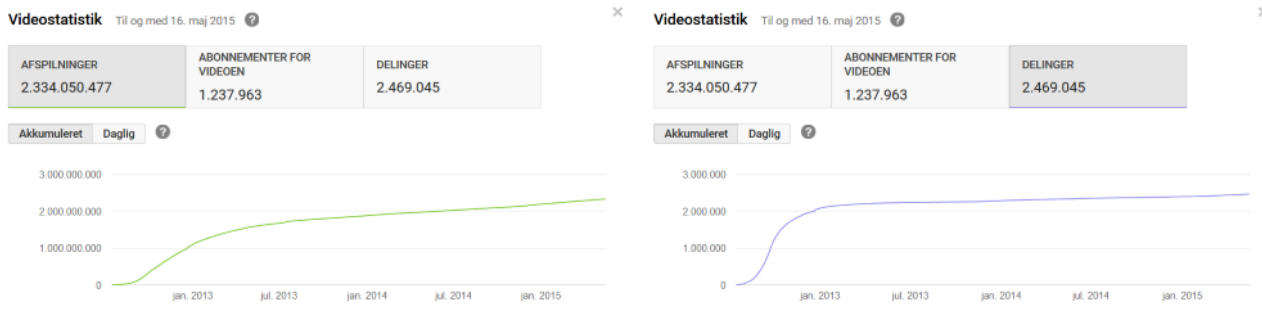 Videostatistik Til og med 16. maj 2015 ?
AFSPILNINGER
2.334.050.477
ABONNEMENTER FOR
VIDEOEN
1.237.963
DELINGER
2.469.045
Akkumuleret Daglig ?
3.000.000.000
2.000.000.000
1.000.000.000
0
jan. 2013 jul. 2013 jan. 2014 jul. 2014 jan. 2015
Videostatistik Til og med 16. maj 2015 ?
AFSPILNINGER
2.334.050.477
ABONNEMENTER FOR
VIDEOEN
1.237.963
DELINGER
2.469.045
Akkumuleret Daglig ?
3.000.000
2.000.000
1.000.000
0
jan. 2013 jul. 2013 jan. 2014 jul. 2014 jan. 2015